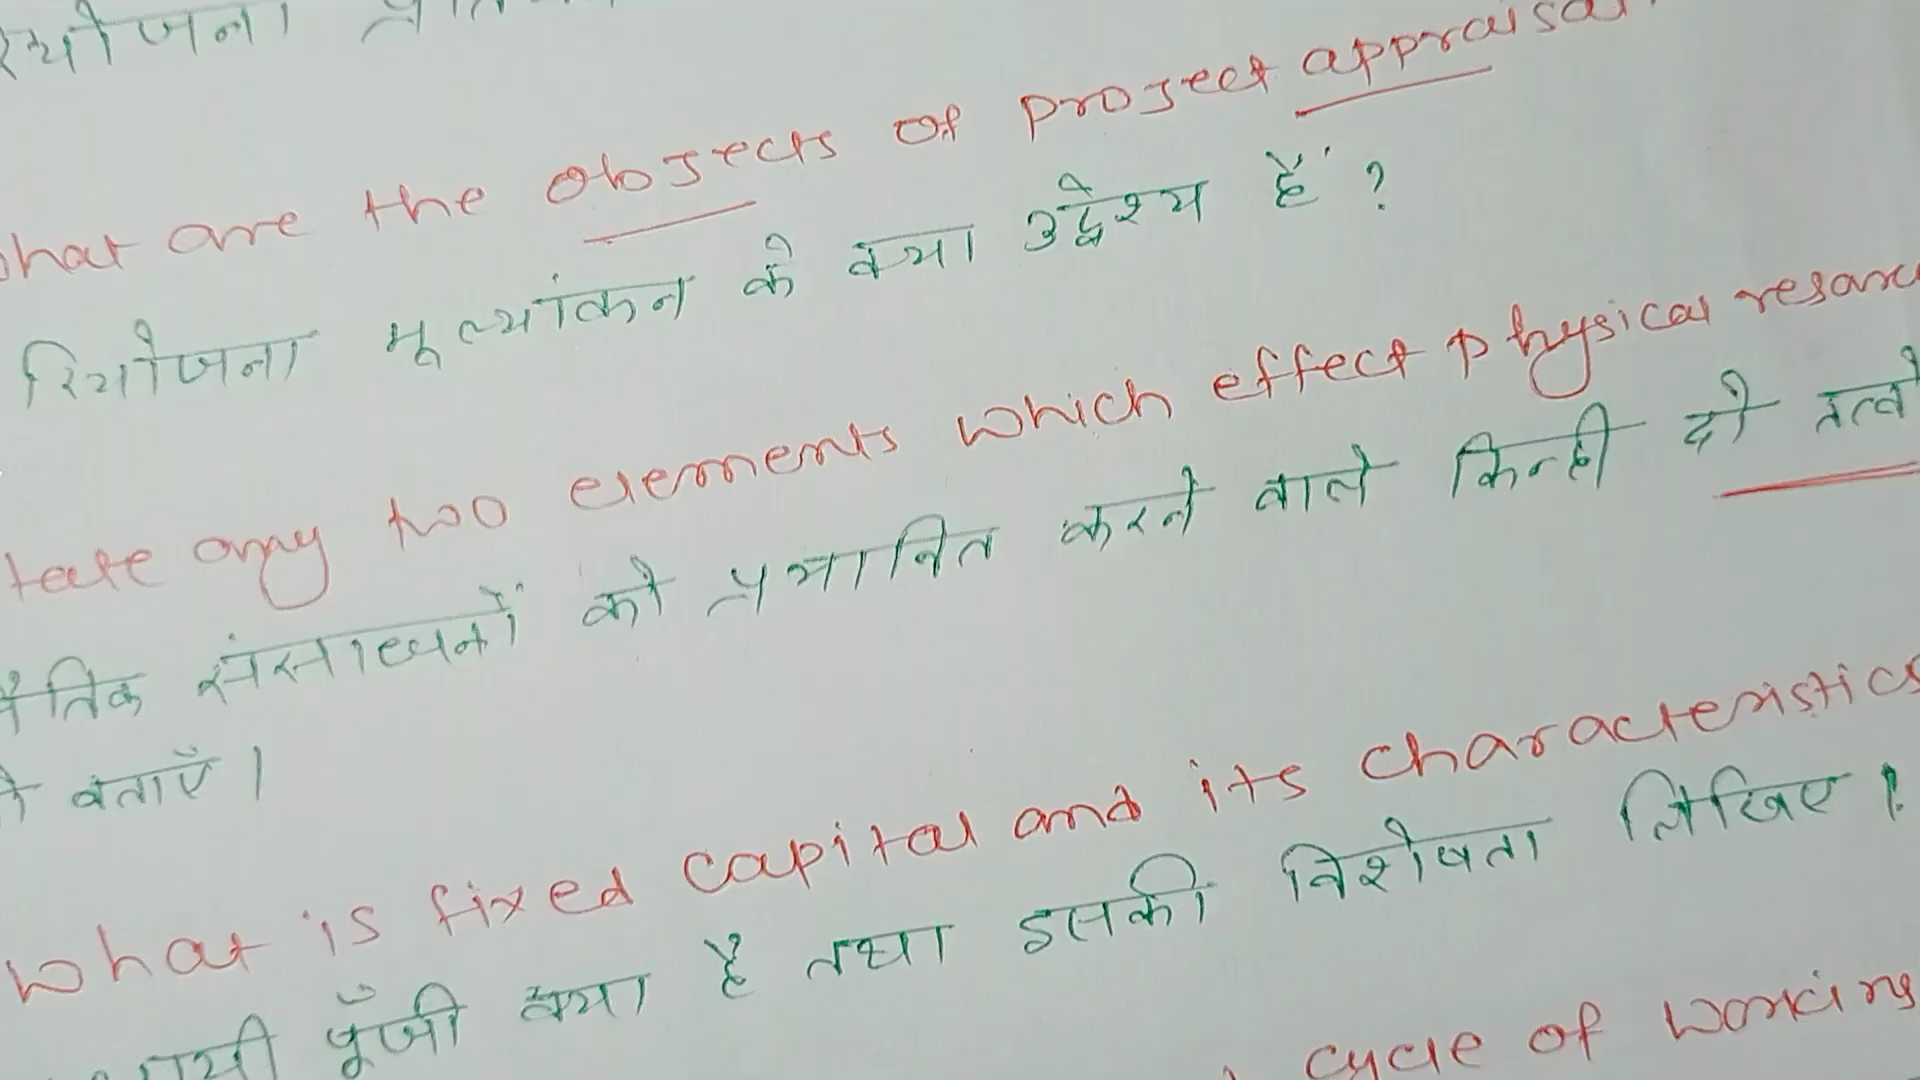 रियोजना
hat are the objects of project appraisal
रियोजना मूल्यांकन के क्या उद्देश्य हैं ?
tate any two elements which effect physical resarc
तिक संसाधनों को प्रभावित करने वाले किन्ही दो तत्वो
बताएँ ।
What is fixed capital and its characteristics
ायी पूँजी क्या है तथा इसकी विशेषता लिखिए ।
cycle of working